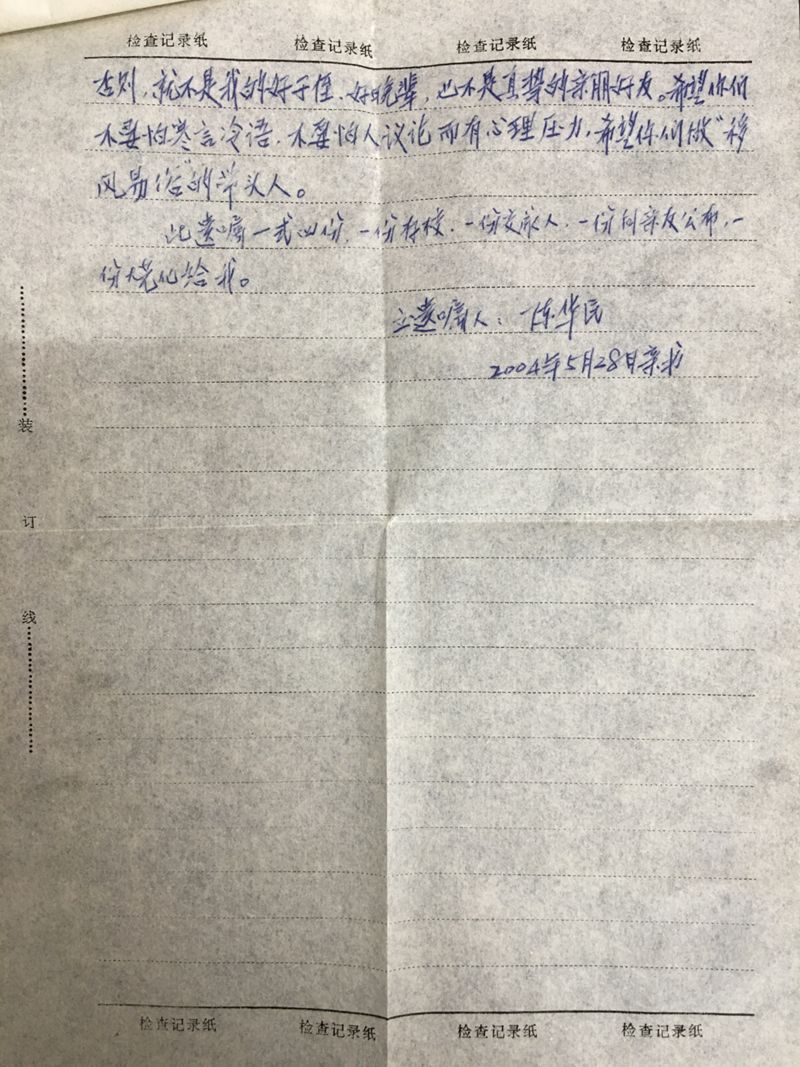 检查记录纸 检查记录纸 检查记录纸 检查记录纸
否则，就不是我的好子侄、好晚辈，也不是真挚的亲朋好友。希望你们
不要怕寒言冷语，不要怕人议论而有心理压力，希望你们做“移
风易俗”的带头人。
此遗嘱一式四份，一份存校，一份交家人，一份向亲友公布，一
份火化给我。
立遗嘱人：陈华民
2004年5月28日亲书
装
订
线
检查记录纸 检查记录纸 检查记录纸 检查记录纸